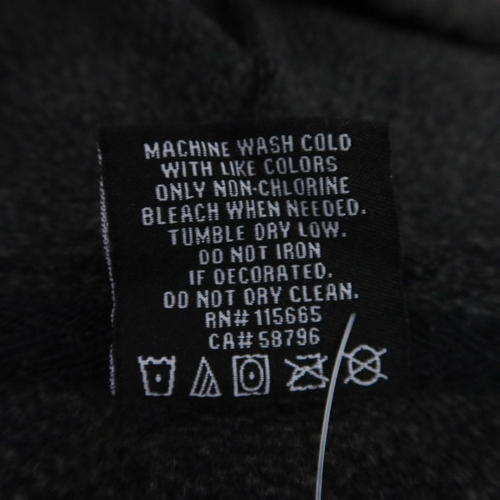 MACHINE WASH COLD
WITH LIKE COLORS
ONLY NON-CHLORINE
BLEACH WHEN NEEDED.
TUMBLE DRY LOW.
DO NOT IRON
IF DECORATED.
DO NOT DRY CLEAN.
RN# 115665
CA# 58796